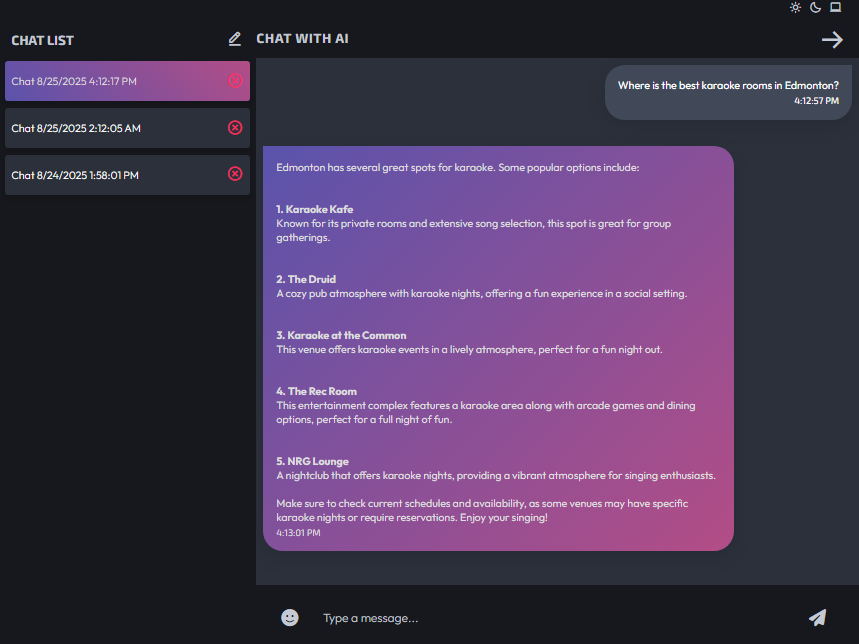 CHAT LIST
CHAT WITH AI
Chat 8/25/2025 4:12:17 PM
Chat 8/25/2025 2:12:05 AM
Chat 8/24/2025 1:58:01 PM
Where is the best karaoke rooms in Edmonton?
4:12:57 PM
Edmonton has several great spots for karaoke. Some popular options include:
1. Karaoke Kafe
Known for its private rooms and extensive song selection, this spot is great for group
gatherings.
2. The Druid
A cozy pub atmosphere with karaoke nights, offering a fun experience in a social setting.
3. Karaoke at the Common
This venue offers karaoke events in a lively atmosphere, perfect for a fun night out.
4. The Rec Room
This entertainment complex features a karaoke area along with arcade games and dining
options, perfect for a full night of fun.
5. NRG Lounge
A nightclub that offers karaoke nights, providing a vibrant atmosphere for singing enthusiasts.
Make sure to check current schedules and availability, as some venues may have specific
karaoke nights or require reservations. Enjoy your singing!
4:13:01 PM
Type a message...